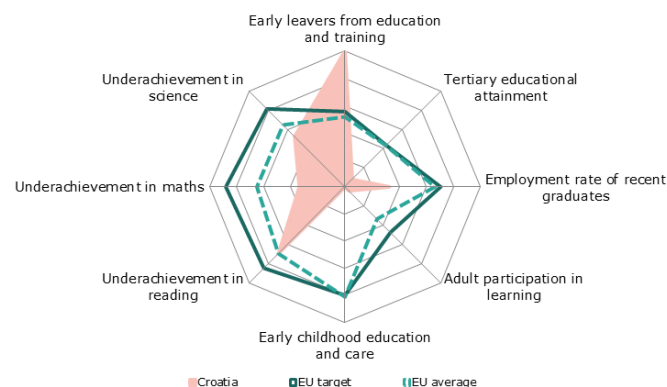 Early leavers from education
and training
Underachievement in
science
Tertiary educational
attainment
Underachievement in maths
Employment rate of recent
graduates
Underachievement in
reading
Adult participation in
learning
Early childhood education
and care
Croatia
EU target
EU average